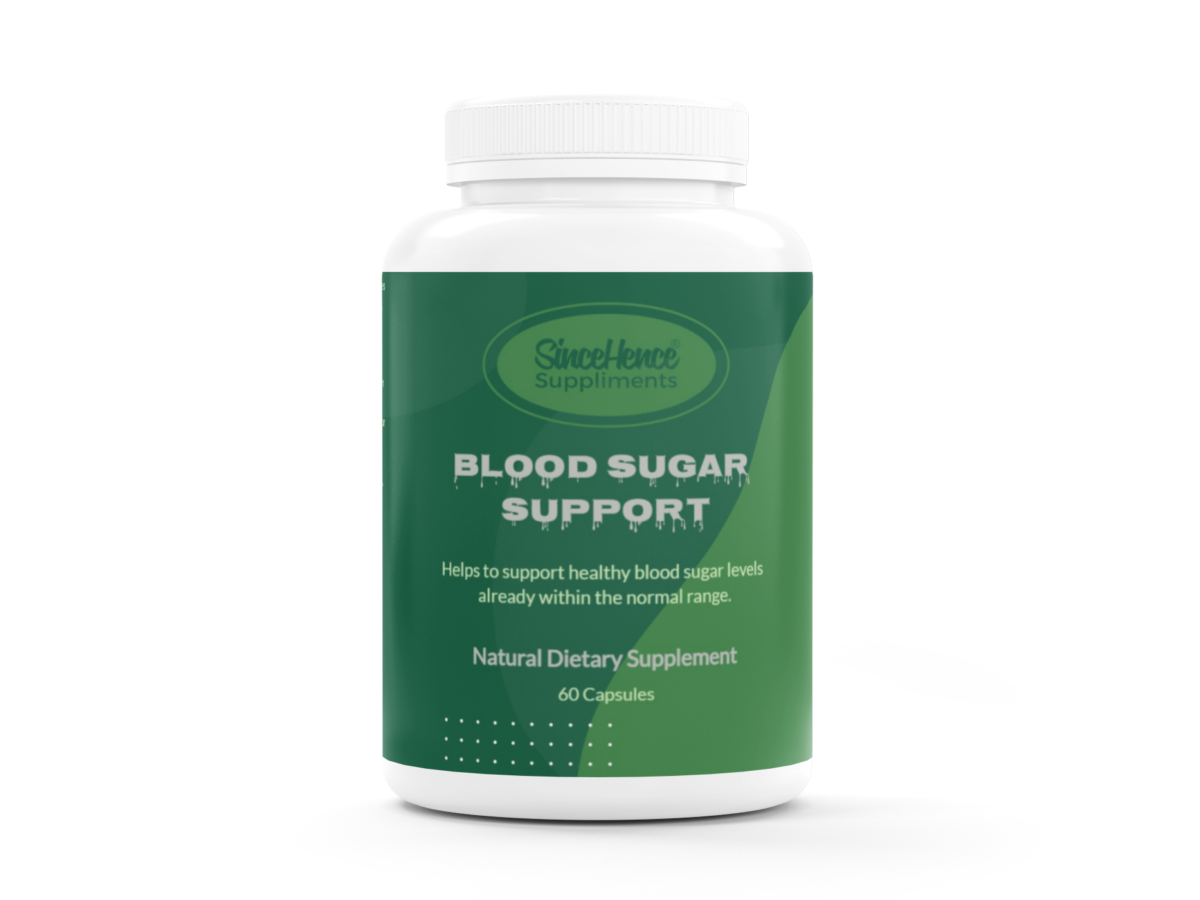 SinceHence®
Suppliments
BLOOD SUGAR
SUPPORT
Helps to support healthy blood sugar levels
already within the normal range.
Natural Dietary Supplement
60 Capsules